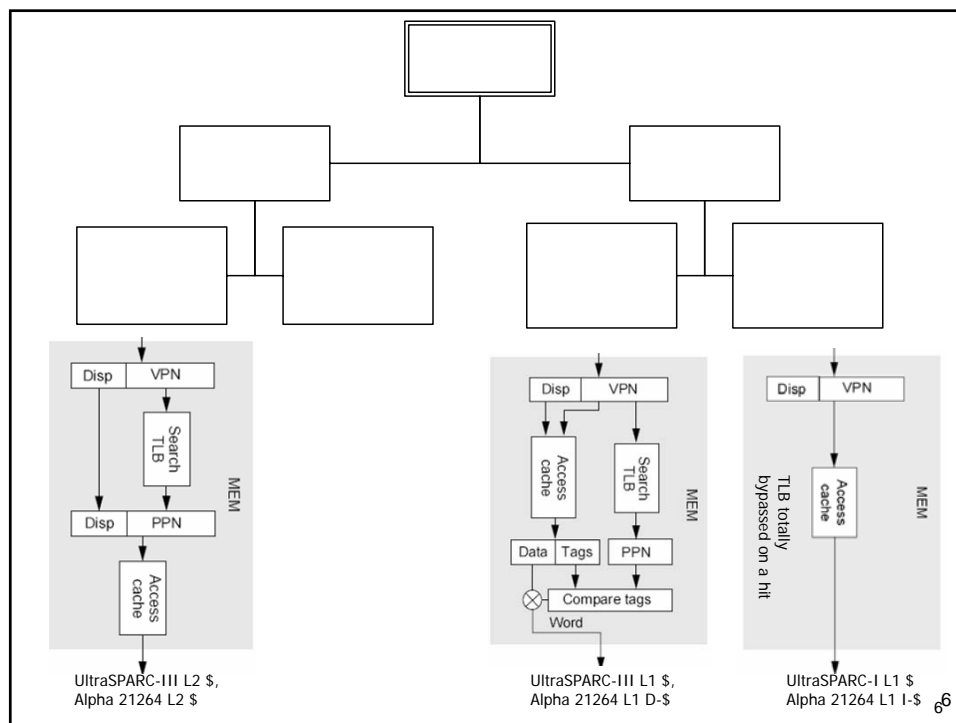 Disp VPN
Search
TLB
MEM
Disp PPN
Access
cache
UltraSPARC-III L2 $,
Alpha 21264 L2 $
Disp VPN
Access
cache
Search
TLB
MEM
Data Tags PPN
Compare tags
Word
UltraSPARC-III L1 $,
Alpha 21264 L1 D-$
Disp VPN
TLB totally
bypassed on a hit
Access
cache
MEM
UltraSPARC-I L1 $
Alpha 21264 L1 I-$
6
6